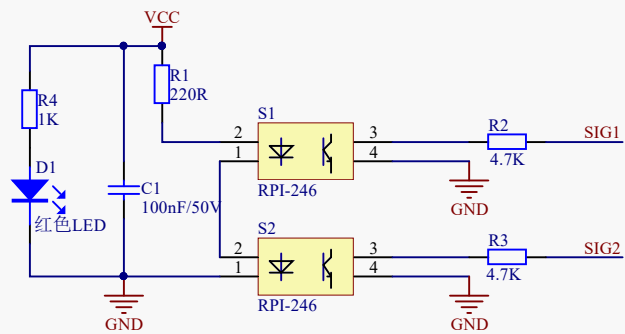 VCC
R4
1K
R1
220R
D1
红色LED
C1
100nF/50V
S1
2
1
3
4
RPI-246
R2
4.7K
SIG1
GND
S2
2
1
3
4
RPI-246
R3
4.7K
SIG2
GND
GND